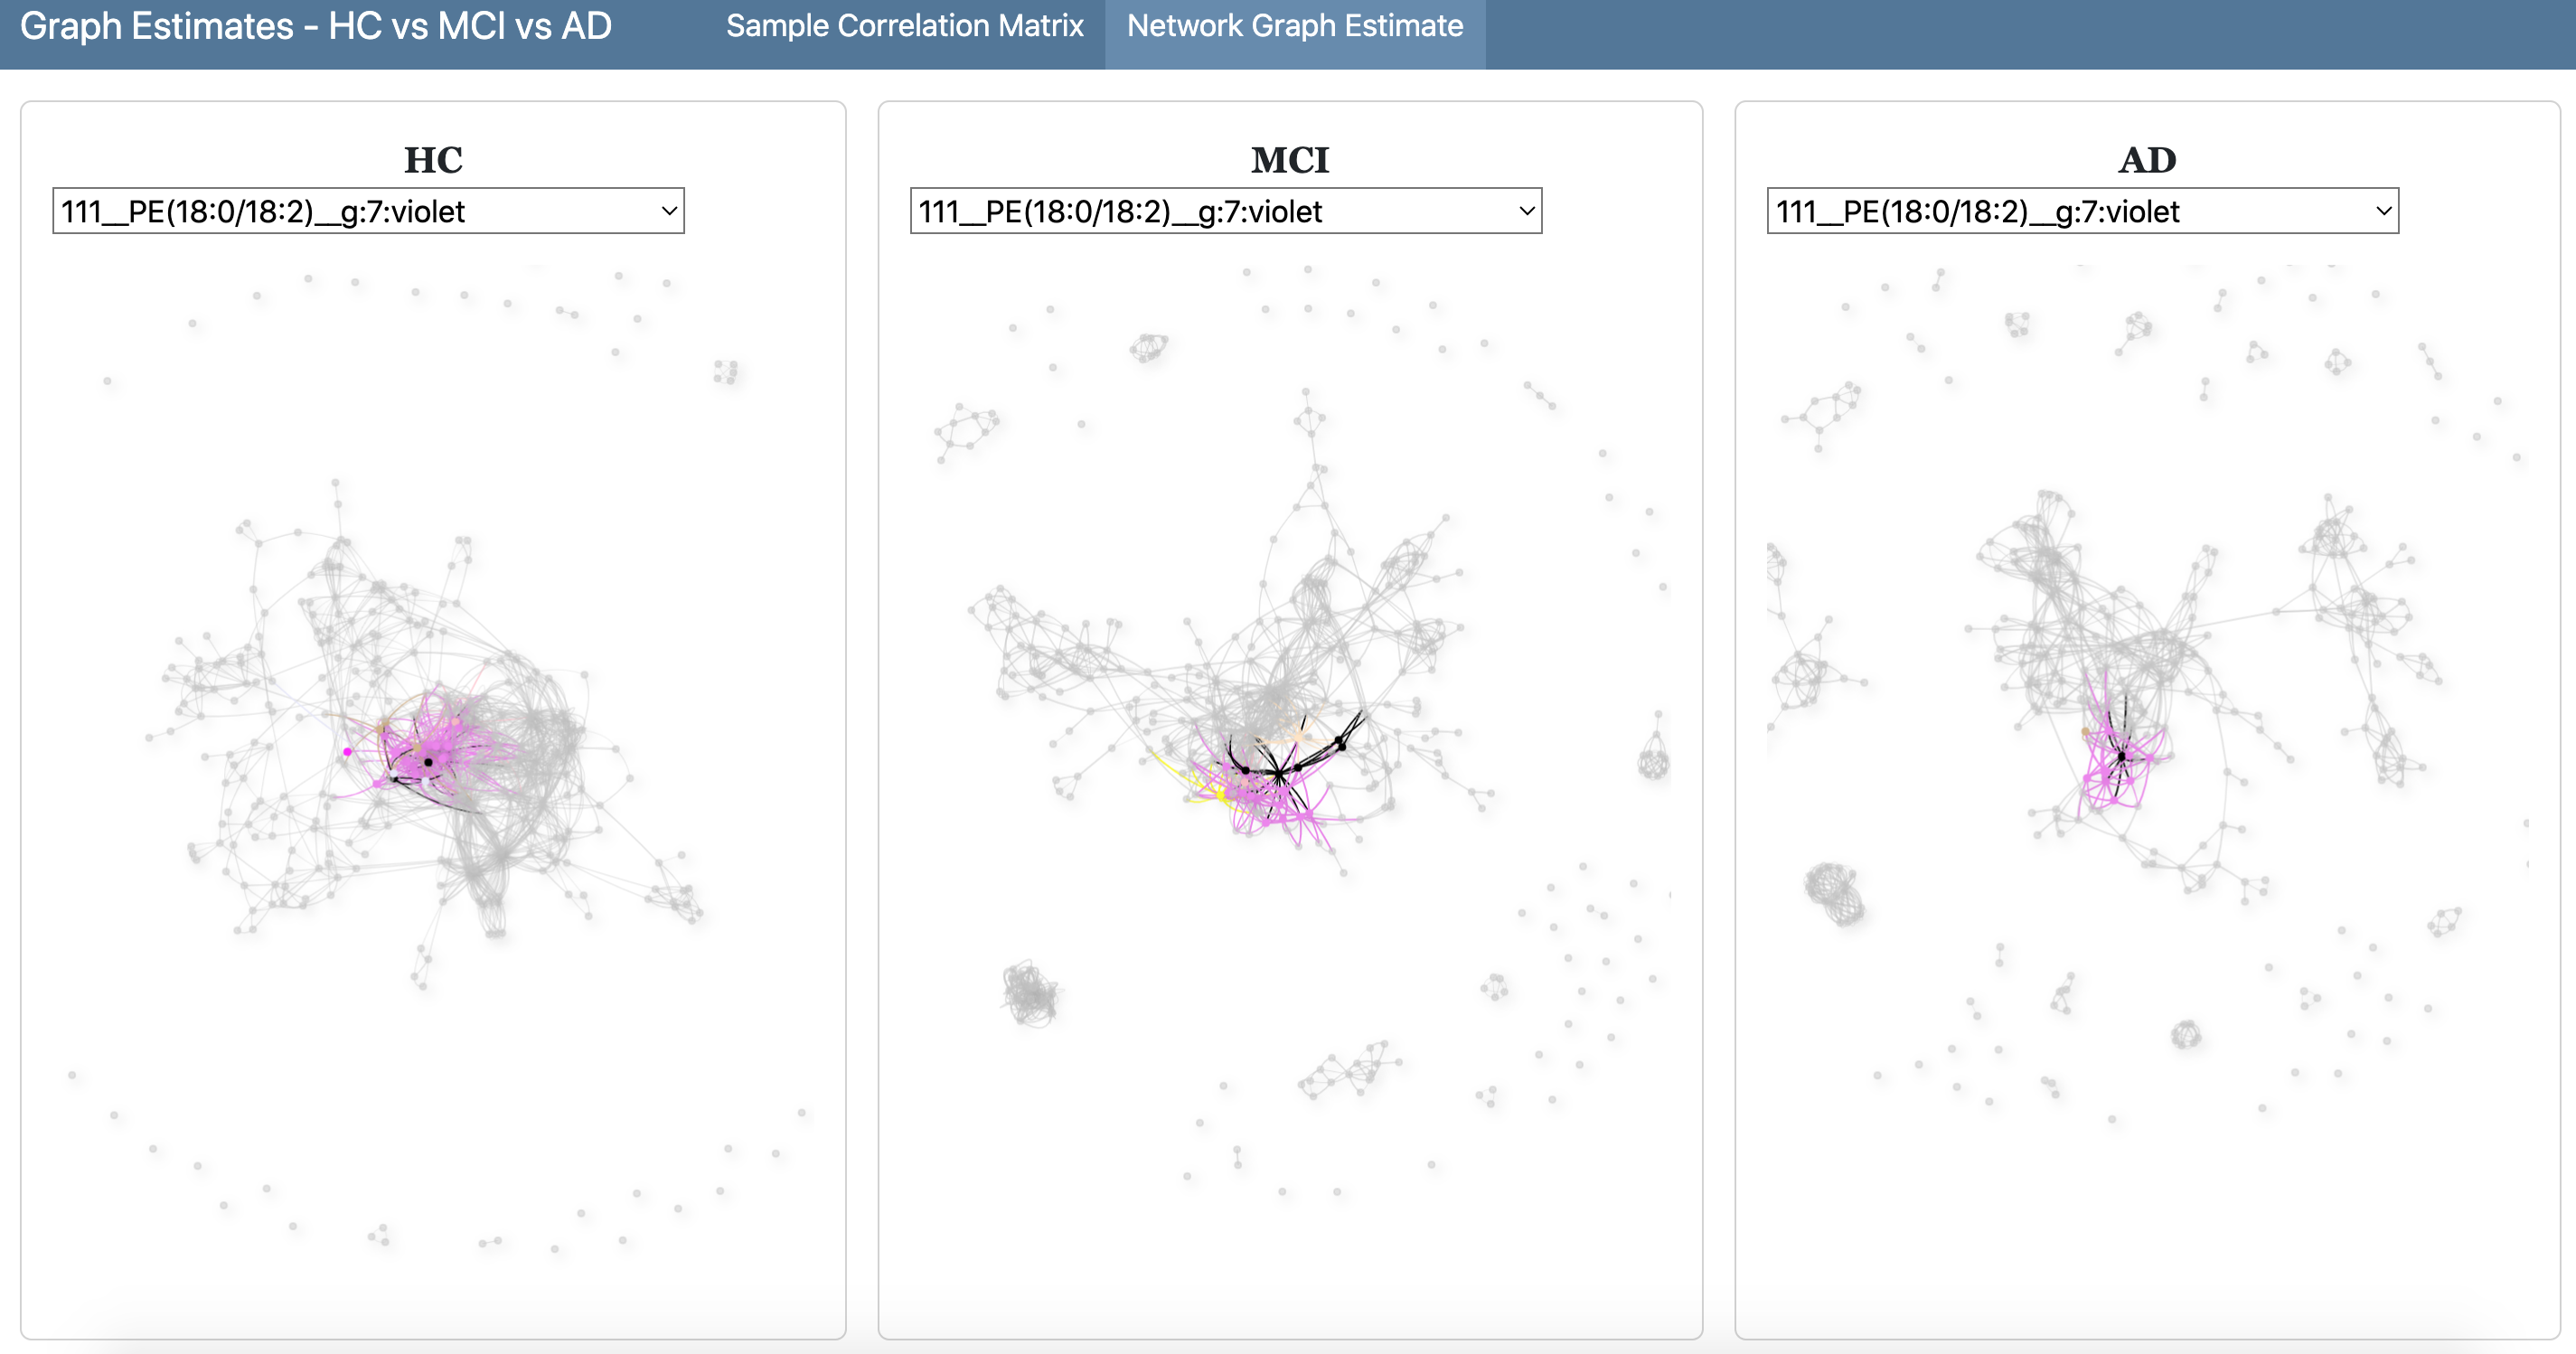 Graph Estimates - HC vs MCI vs AD
Sample Correlation Matrix
Network Graph Estimate
HC
111__PE(18:0/18:2)__g:7:violet
MCI
111__PE(18:0/18:2)__g:7:violet
AD
111__PE(18:0/18:2)__g:7:violet